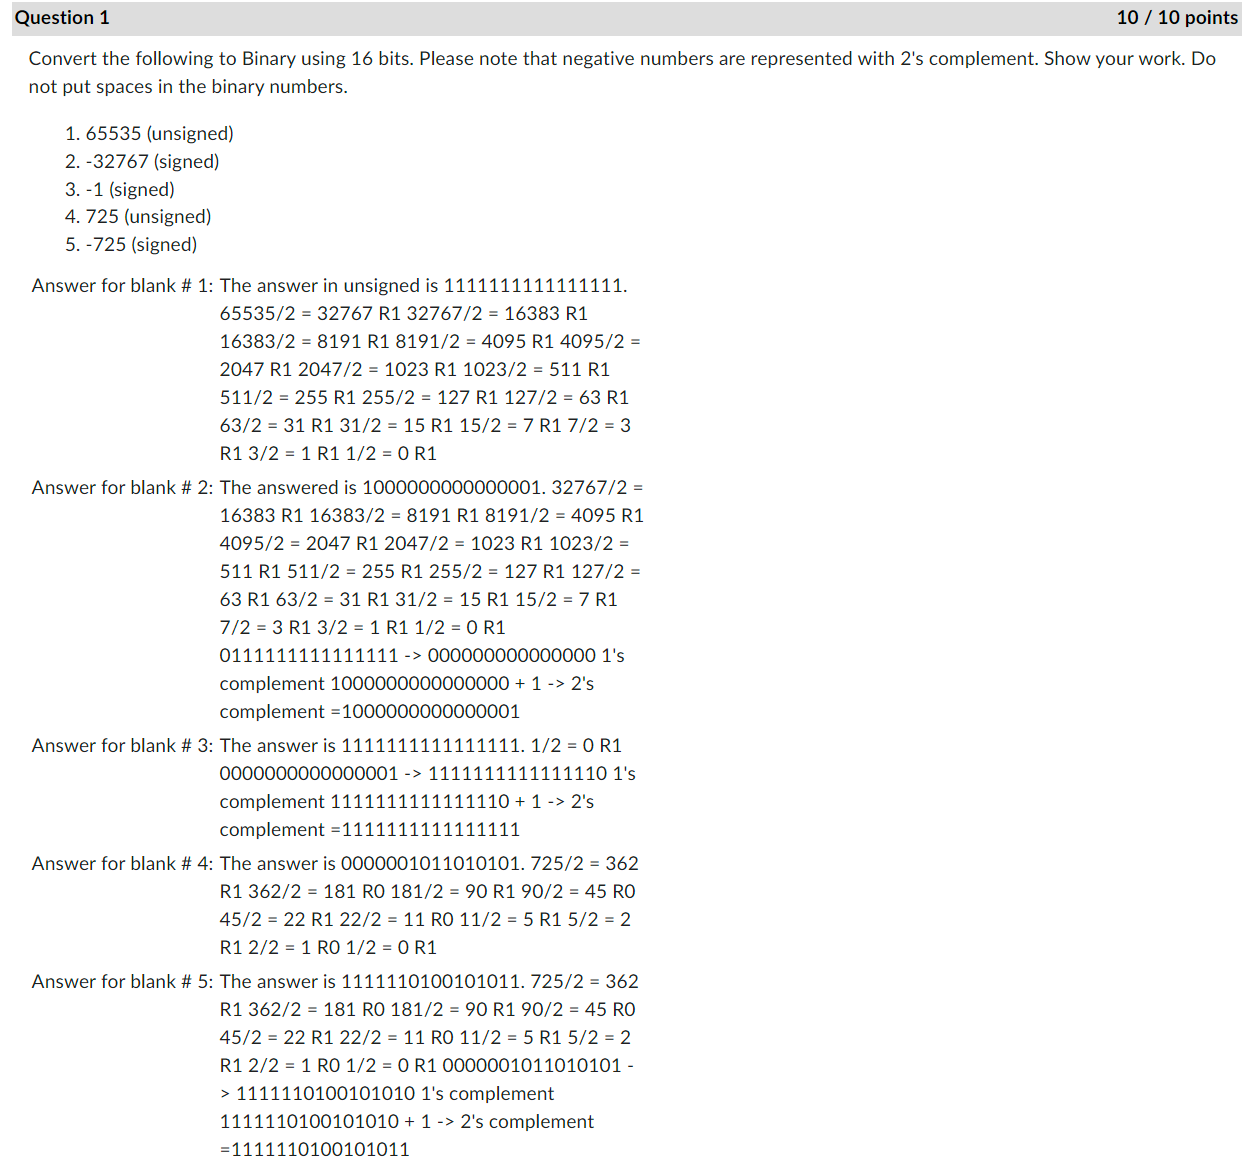 Question 1
10 / 10 points
Convert the following to Binary using 16 bits. Please note that negative numbers are represented with 2's complement. Show your work. Do
not put spaces in the binary numbers.
1. 65535 (unsigned)
2. -32767 (signed)
3. -1 (signed)
4. 725 (unsigned)
5. -725 (signed)
Answer for blank # 1: The answer in unsigned is 1111111111111111.
65535/2 = 32767 R1 32767/2 = 16383 R1
16383/2 = 8191 R1 8191/2 = 4095 R1 4095/2 =
2047 R1 2047/2 = 1023 R1 1023/2 = 511 R1
511/2 = 255 R1 255/2 = 127 R1 127/2 = 63 R1
63/2 = 31 R1 31/2 = 15 R1 15/2 = 7 R1 7/2 = 3
R1 3/2 = 1 R1 1/2 = 0 R1
Answer for blank # 2: The answered is 1000000000000001. 32767/2 =
16383 R1 16383/2 = 8191 R1 8191/2 = 4095 R1
4095/2 = 2047 R1 2047/2 = 1023 R1 1023/2 =
511 R1 511/2 = 255 R1 255/2 = 127 R1 127/2 =
63 R1 63/2 = 31 R1 31/2 = 15 R1 15/2 = 7 R1
7/2 = 3 R1 3/2 = 1 R1 1/2 = 0 R1
0111111111111111 -> 000000000000000 1's
complement 1000000000000000 + 1 -> 2's
complement =1000000000000001
Answer for blank # 3: The answer is 1111111111111111. 1/2 = 0 R1
0000000000000001 -> 1111111111111110 1's
complement 1111111111111110 + 1 -> 2's
complement =1111111111111111
Answer for blank # 4: The answer is 0000001011010101. 725/2 = 362
R1 362/2 = 181 R0 181/2 = 90 R1 90/2 = 45 R0
45/2 = 22 R1 22/2 = 11 R0 11/2 = 5 R1 5/2 = 2
R1 2/2 = 1 R0 1/2 = 0 R1
Answer for blank # 5: The answer is 1111110100101011. 725/2 = 362
R1 362/2 = 181 R0 181/2 = 90 R1 90/2 = 45 R0
45/2 = 22 R1 22/2 = 11 R0 11/2 = 5 R1 5/2 = 2
R1 2/2 = 1 R0 1/2 = 0 R1 0000001011010101 -
> 1111110100101010 1's complement
1111110100101010 + 1 -> 2's complement
=1111110100101011